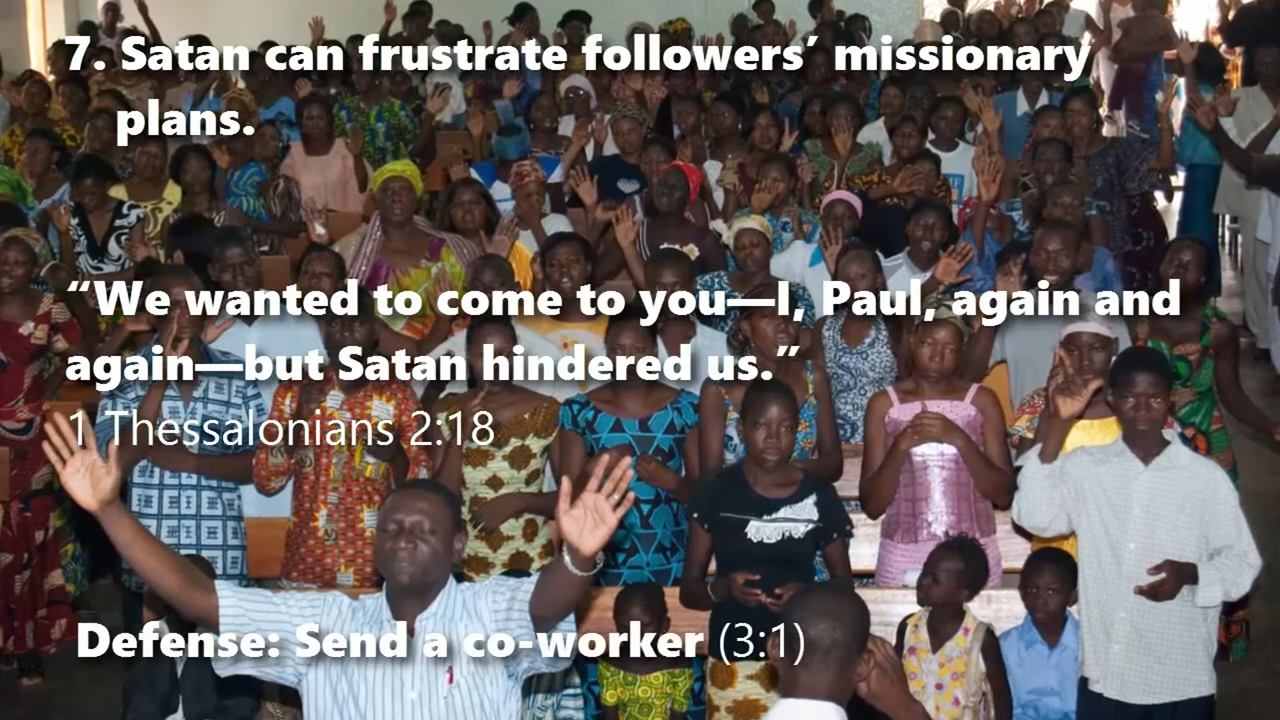 7. Satan can frustrate followers’ missionary
plans.
“We wanted to come to you—I, Paul, again and
again—but Satan hindered us.”
1 Thessalonians 2:18
Defense: Send a co-worker (3:1)